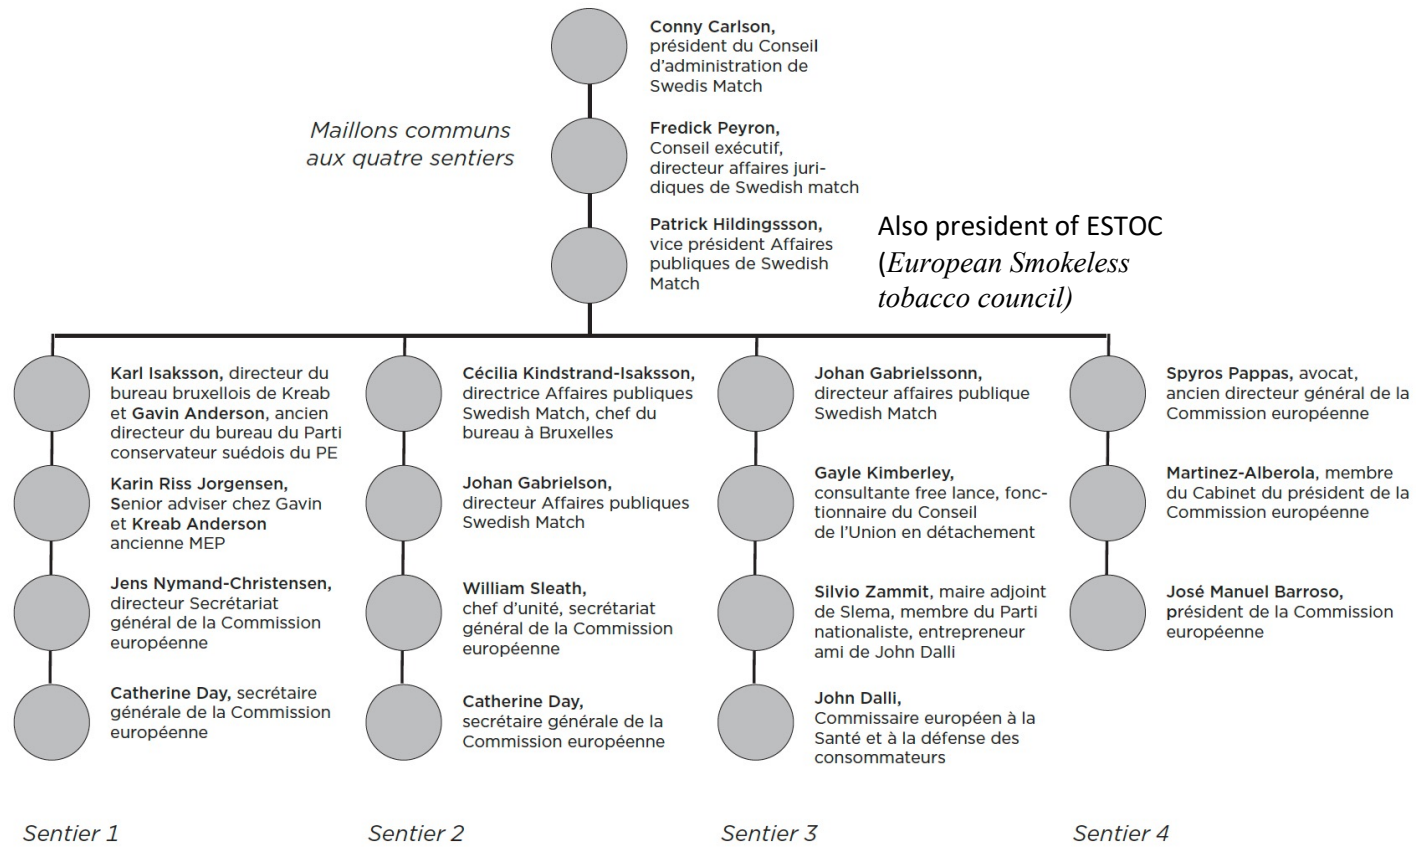 Conny Carlson,
président du Conseil
d'administration de
Swedis Match
Maillons communs
aux quatre sentiers
Fredick Peyron,
Conseil exécutif,
directeur affaires juri-
diques de Swedish match
Patrick Hildingssson,
vice président Affaires
publiques de Swedish
Match
Also president of ESTOC
(European Smokeless
tobacco council)
Karl Isaksson, directeur du
bureau bruxellois de Kreab
et Gavin Anderson, ancien
directeur du bureau du Parti
conservateur suédois du PE
Karin Riss Jorgensen,
Senior adviser chez Gavin
et Kreab Anderson
ancienne MEP
Jens Nymand-Christensen,
directeur Secrétariat
général de la Commission
européenne
Catherine Day, secrétaire
générale de la Commission
européenne
Sentier 1
Cécilia Kindstrand-Isaksson,
directrice Affaires publiques
Swedish Match, chef du
bureau à Bruxelles
Johan Gabrielson,
directeur Affaires publiques
Swedish Match
William Sleath,
chef d'unité, secrétariat
général de la Commission
européenne
Catherine Day,
secrétaire générale de la
Commission européenne
Sentier 2
Johan Gabrielssonn,
directeur affaires publique
Swedish Match
Gayle Kimberley,
consultante free lance, fonc-
tionnaire du Conseil
de l'Union en détachement
Silvio Zammit, maire adjoint
de Slema, membre du Parti
nationaliste, entrepreneur
ami de John Dalli
John Dalli,
Commissaire européen à la
Santé et à la défense des
consommateurs
Sentier 3
Spyros Pappas, avocat,
ancien directeur général de la
Commission européenne
Martinez-Alberola, membre
du Cabinet du président de la
Commission européenne
José Manuel Barroso,
président de la Commission
européenne
Sentier 4